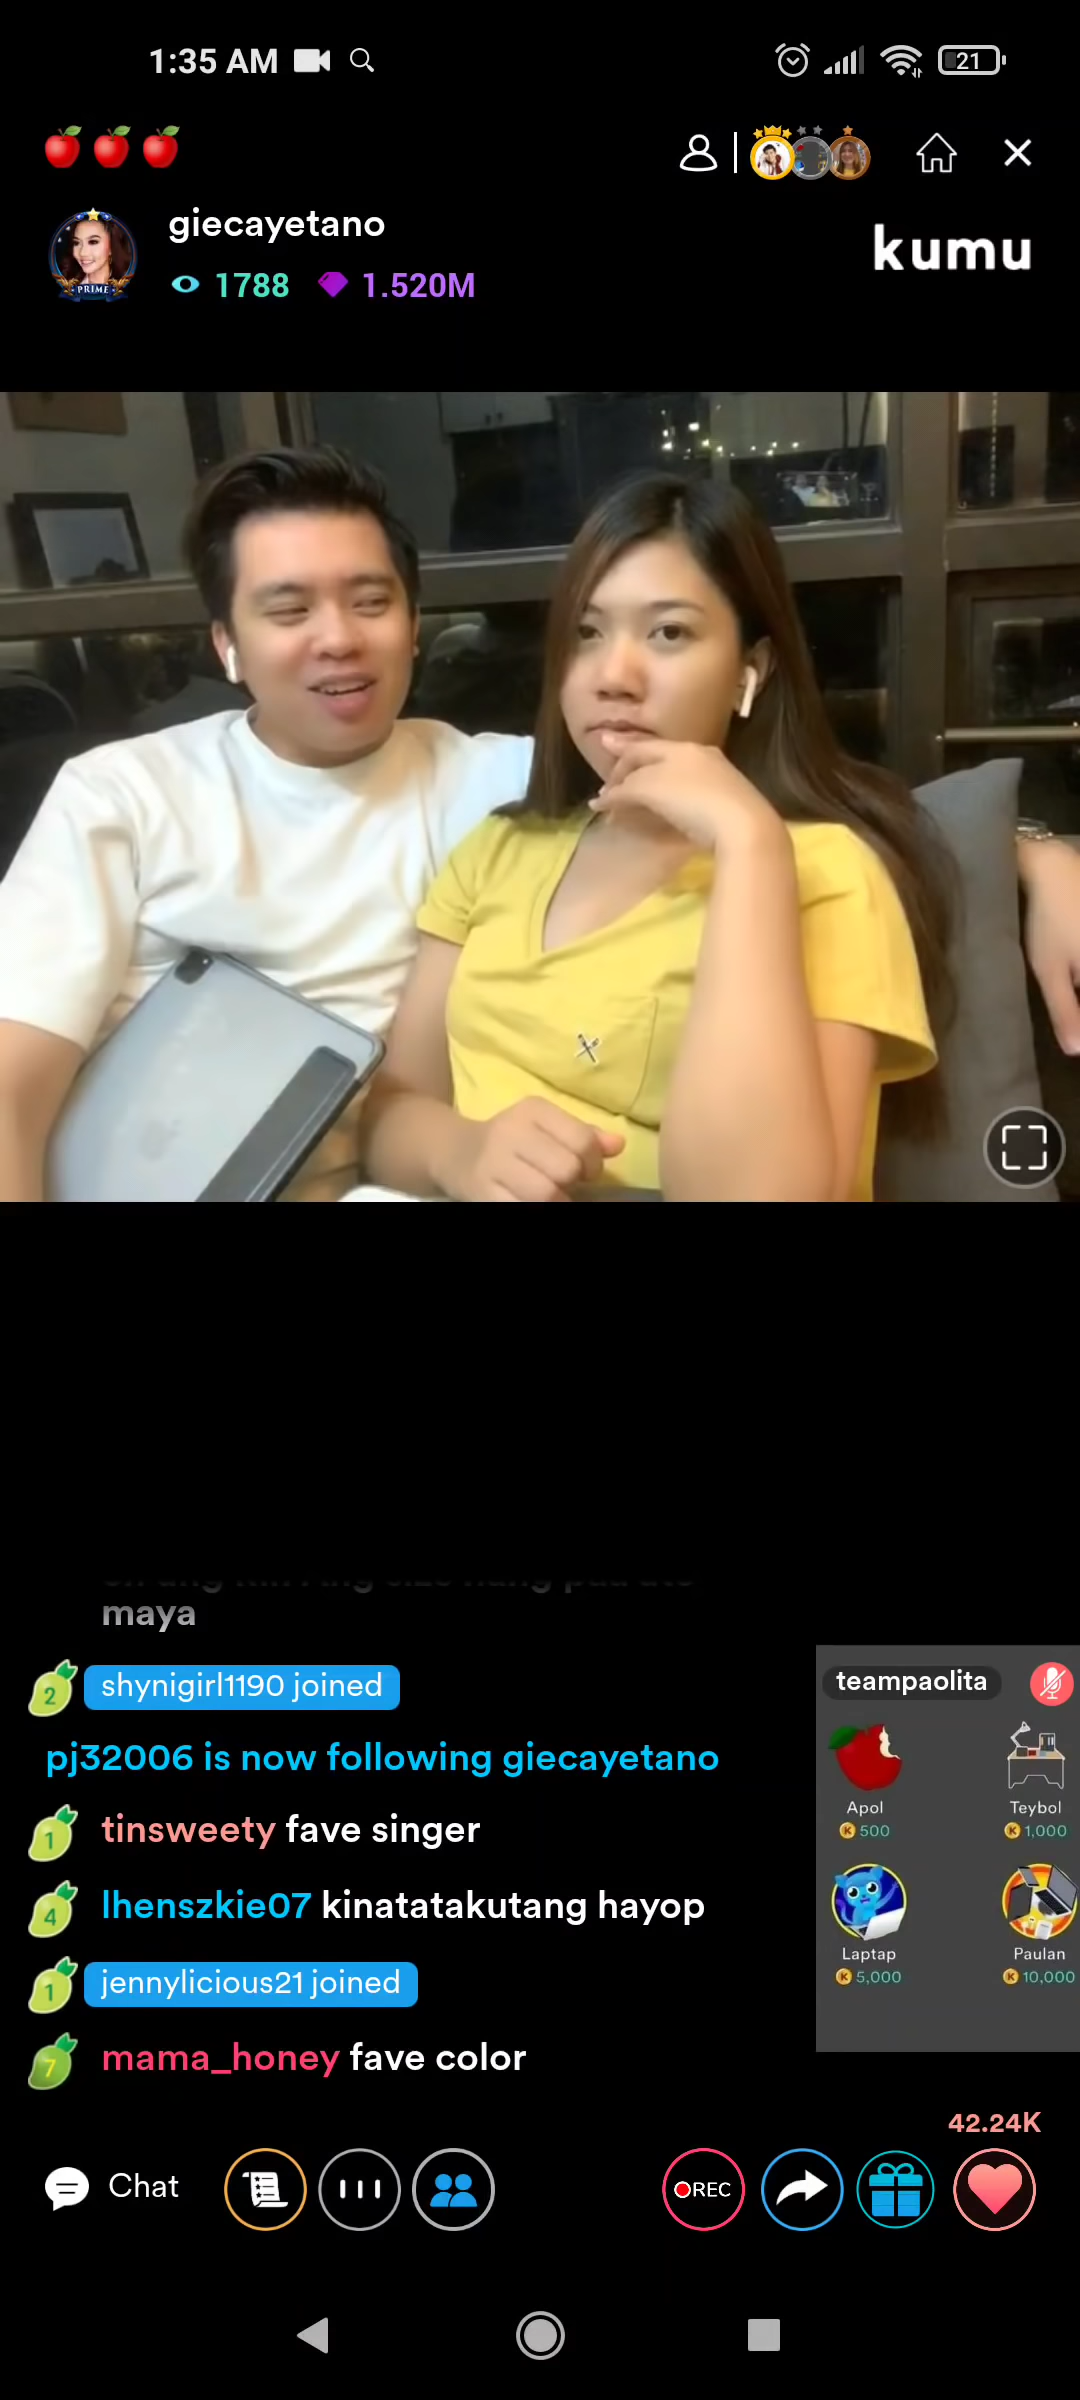 1:35 AM
21
giecayetano
1788 1.520M
PRIME
kumu
maya
2 shynigirl1190 joined
pj32006 is now following giecayetano
1 tinsweety fave singer
4 lhenszkie07 kinatatakutang hayop
1 jennylicious21 joined
7 mama_honey fave color
teampaolita
Apol Teybol
K 500 K 1,000
Laptap Paulan
K 5,000 K 10,000
42.24K
Chat
REC